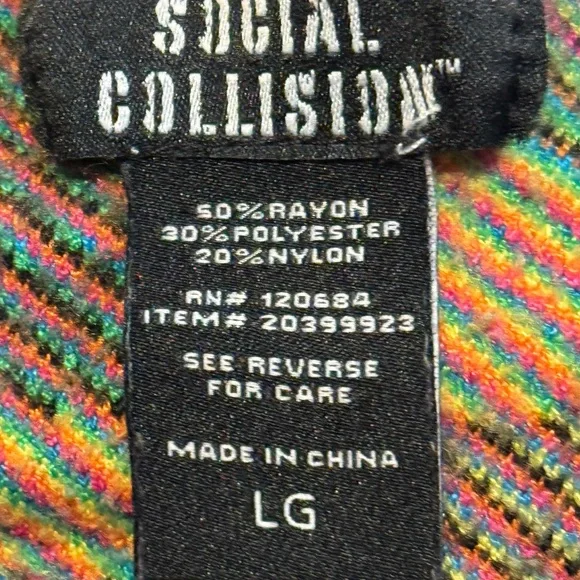 SOCIAL
COLLISION™
50%RAYON
30%POLYESTER
20%NYLON
RN# 120684
ITEM# 20399923
SEE REVERSE
FOR CARE
MADE IN CHINA
LG